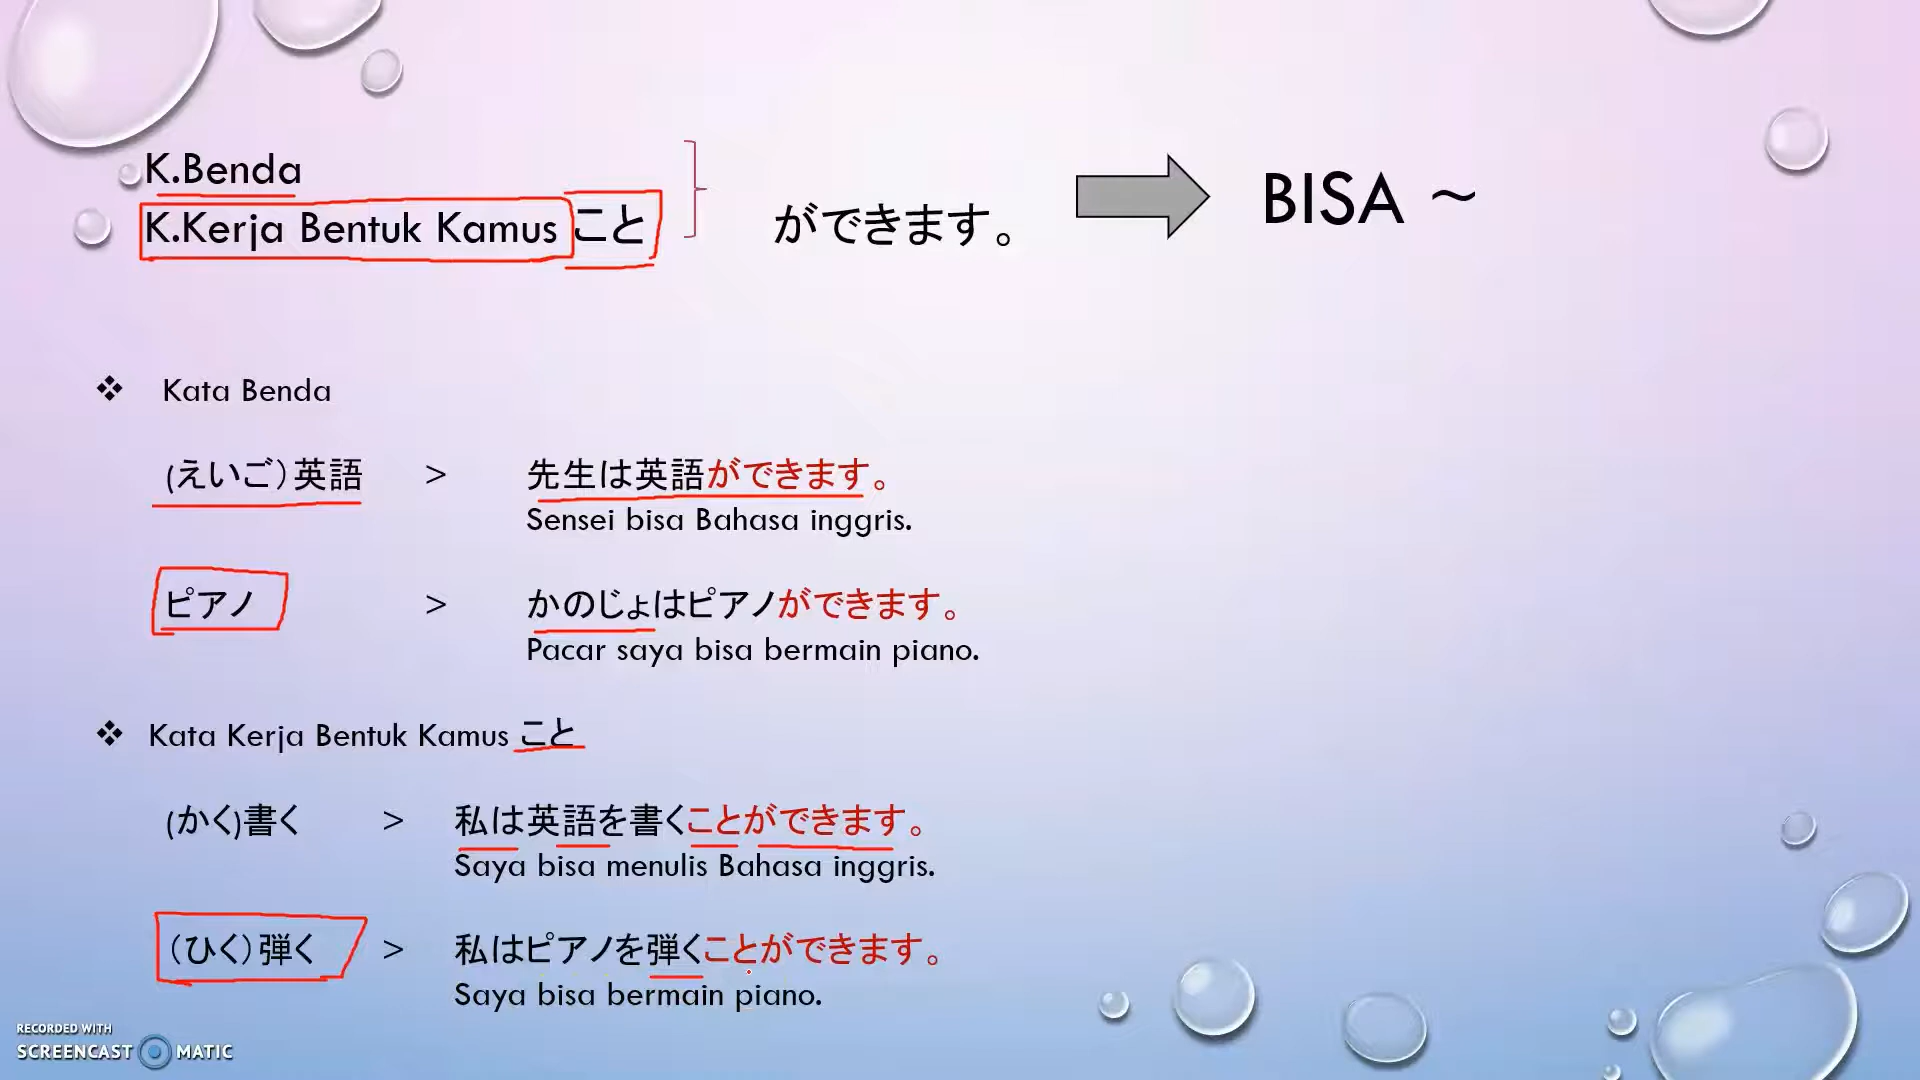 K.Benda
K.Kerja Bentuk Kamus こと
ができます。
BISA ~
Kata Benda
(えいご）英語 > 先生は英語ができます。
Sensei bisa Bahasa inggris.
ピアノ > かのじょはピアノができます。
Pacar saya bisa bermain piano.
Kata Kerja Bentuk Kamus こと
(かく)書く > 私は英語を書くことができます。
Saya bisa menulis Bahasa inggris.
（ひく）弾く > 私はピアノを弾くことができます。
Saya bisa bermain piano.
RECORDED WITH
SCREENCAST MATIC